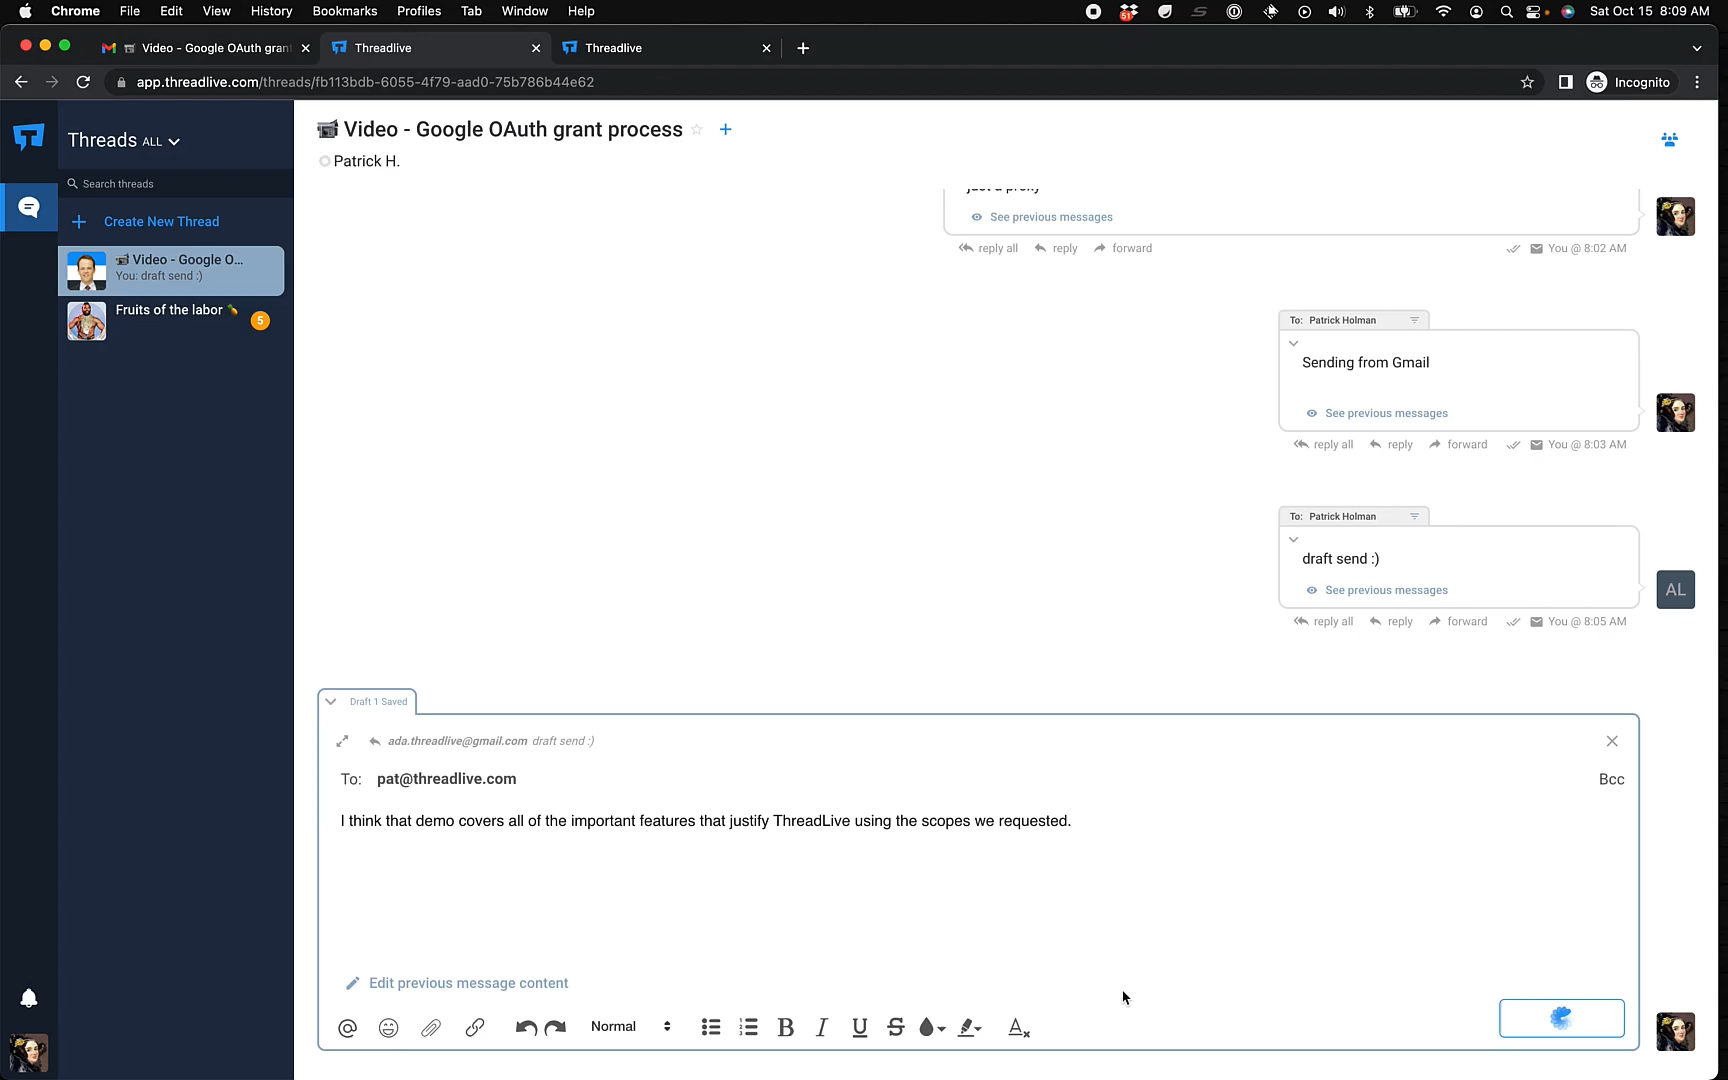 Chrome File Edit View History Bookmarks Profiles Tab Window Help
51
Sat Oct 15 8:09 AM
Video - Google OAuth gran
Threadlive
Threadlive
app.threadlive.com/threads/fb113bdb-6055-4f79-aad0-75b786b44e62
Incognito
Threads ALL
Search threads
Create New Thread
Video - Google O...
You: draft send :)
Fruits of the labor
5
Video - Google OAuth grant process
Patrick H.
just a proxy
See previous messages
reply all reply forward
You @ 8:02 AM
To: Patrick Holman
Sending from Gmail
See previous messages
reply all reply forward You @ 8:03 AM
To: Patrick Holman
draft send :)
See previous messages
AL
reply all reply forward You @ 8:05 AM
Draft 1 Saved
ada.threadlive@gmail.com draft send :)
To: pat@threadlive.com
Bcc
I think that demo covers all of the important features that justify ThreadLive using the scopes we requested.
Edit previous message content
Normal